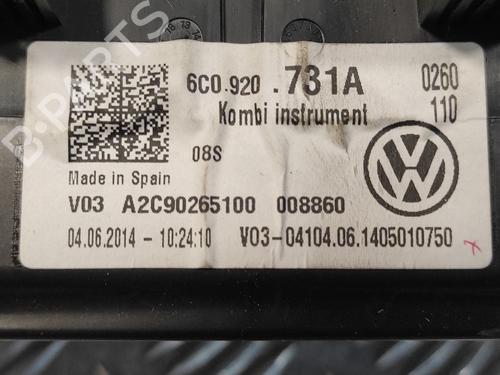 6C0.920 .731A 0260
Kombi instrument 110
08S
Made in Spain
V03 A2C90265100 008860
04.06.2014 - 10:24:10 V03-04104.06.1405010750
B-PARTS